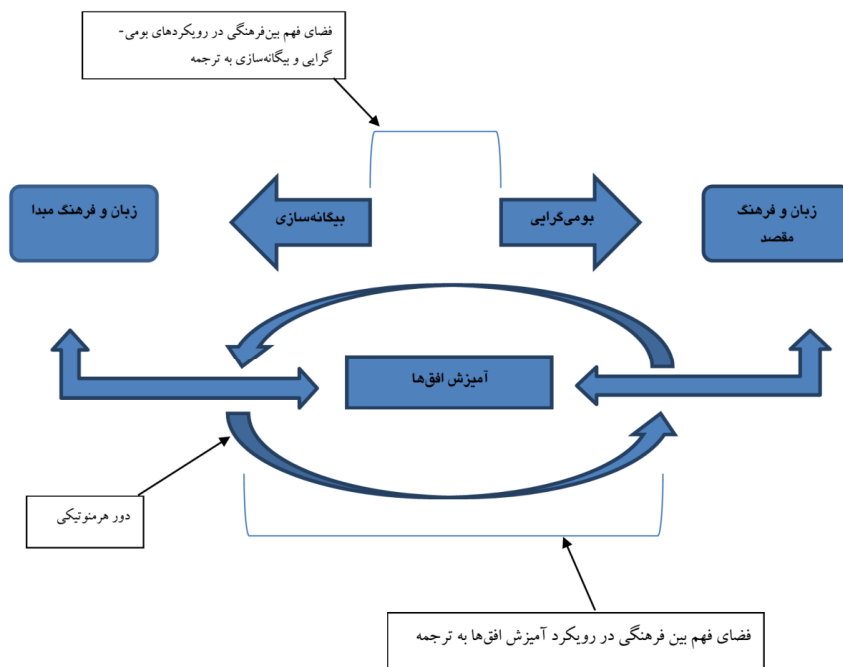 فضای فهم بین‌فرهنگی در رویکردهای بومی-
گرایی و بیگانه‌سازی به ترجمه
زبان و فرهنگ
مقصد
بومی‌گرایی
بیگانه‌سازی
زبان و فرهنگ مبدا
آمیزش افق‌ها
دور هرمنوتیکی
فضای فهم بین فرهنگی در رویکرد آمیزش افق‌ها به ترجمه